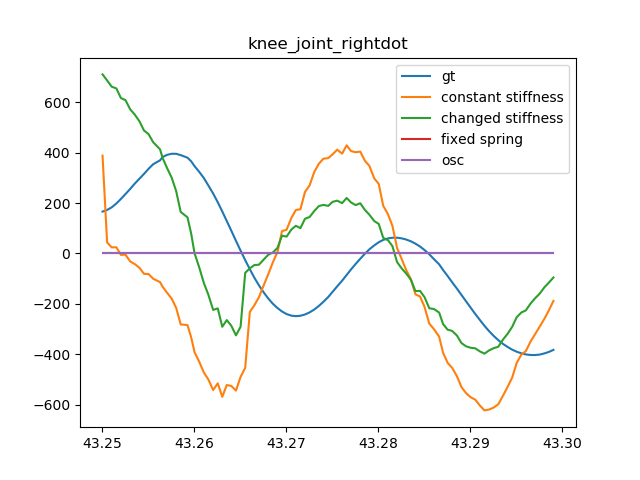 knee_joint_rightdot
gt
constant stiffness
changed stiffness
fixed spring
osc
600
400
200
0
−200
−400
−600
43.25 43.26 43.27 43.28 43.29 43.30